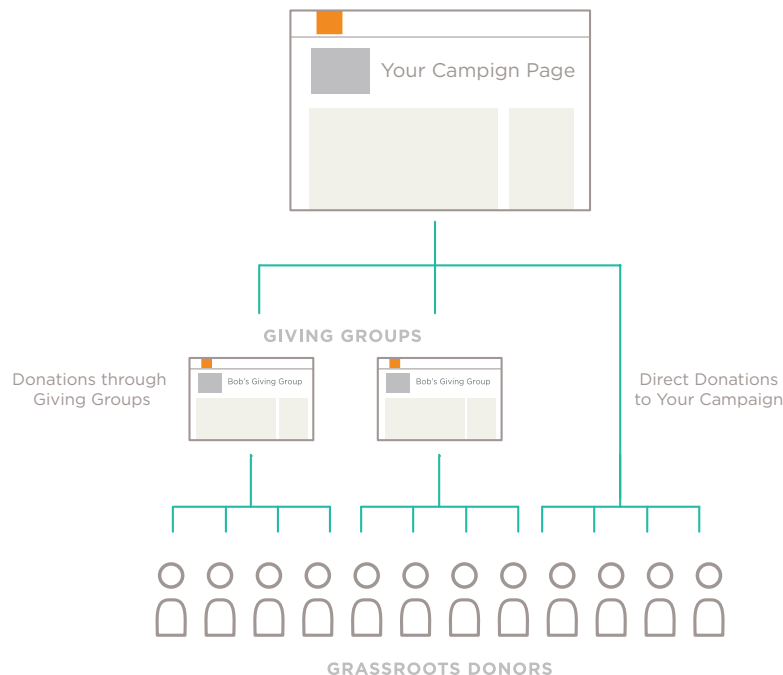 Your Campign Page
GIVING GROUPS
Donations through
Giving Groups
Bob's Giving Group
Bob's Giving Group
Direct Donations
to Your Campaign
GRASSROOTS DONORS